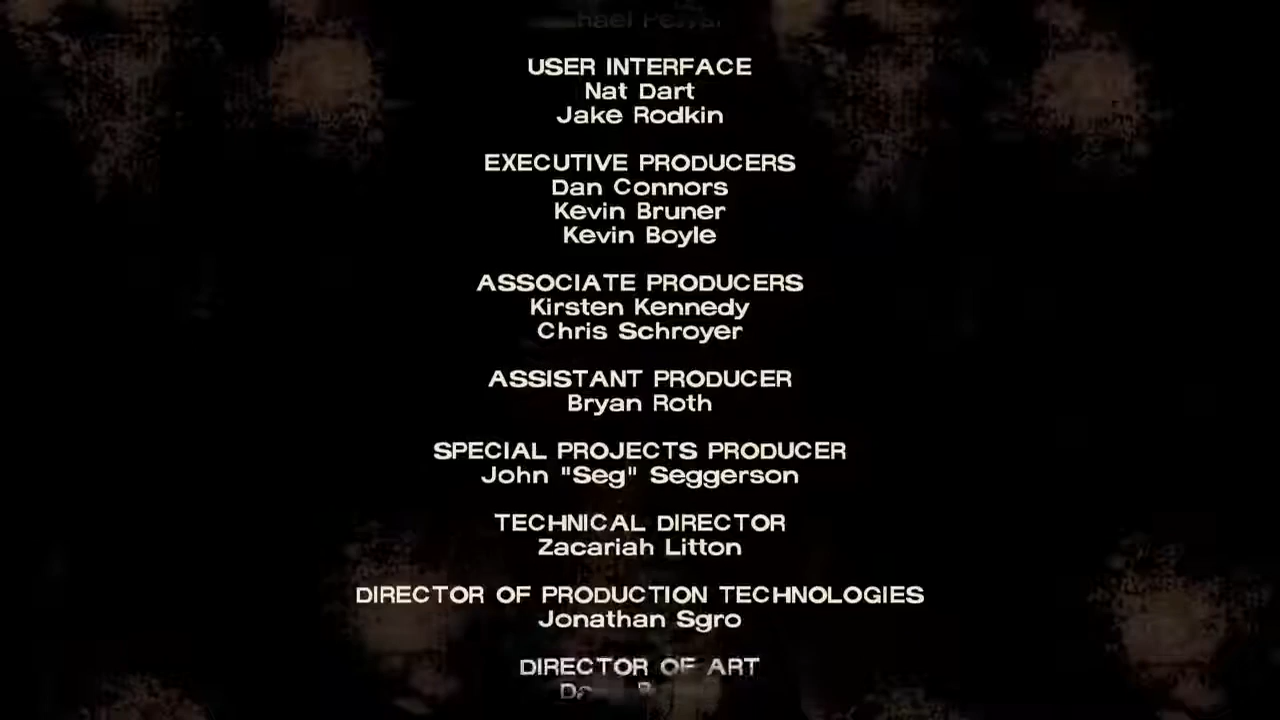 USER INTERFACE
Nat Dart
Jake Rodkin
EXECUTIVE PRODUCERS
Dan Connors
Kevin Bruner
Kevin Boyle
ASSOCIATE PRODUCERS
Kirsten Kennedy
Chris Schroyer
ASSISTANT PRODUCER
Bryan Roth
SPECIAL PROJECTS PRODUCER
John "Seg" Seggerson
TECHNICAL DIRECTOR
Zacariah Litton
DIRECTOR OF PRODUCTION TECHNOLOGIES
Jonathan Sgro
DIRECTOR OF ART